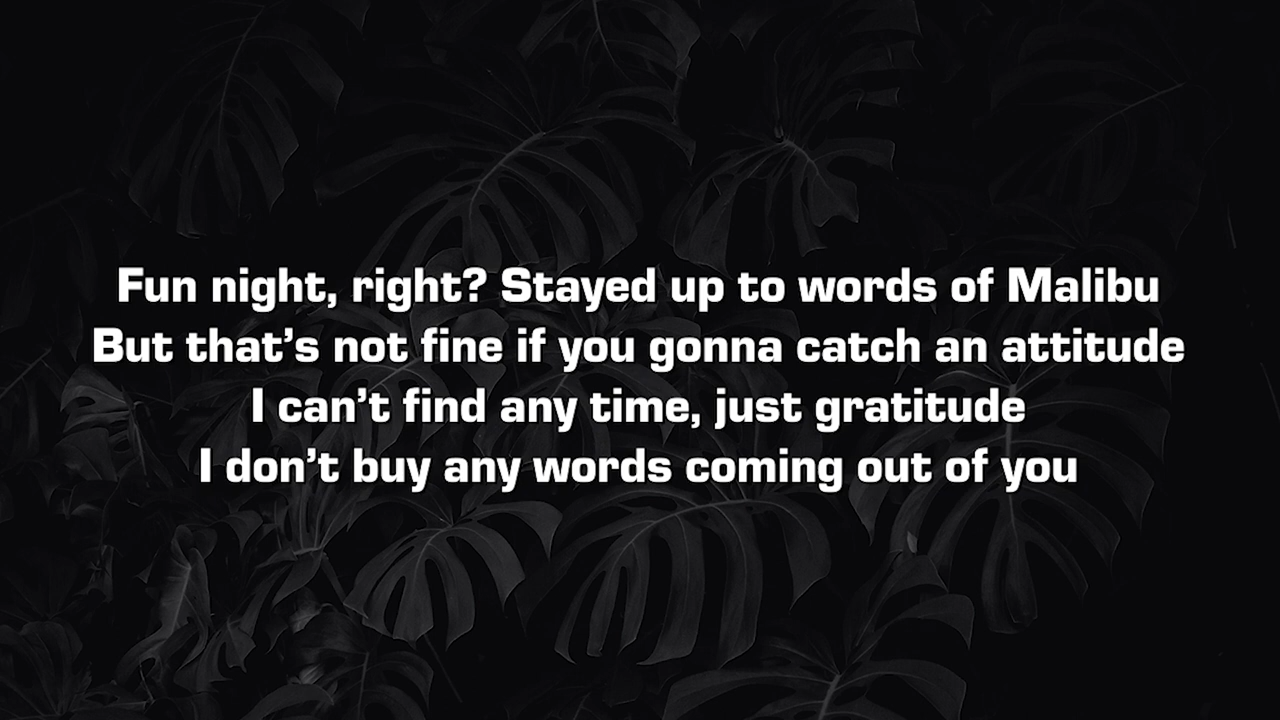 Fun night, right? Stayed up to words of Malibu
But that’s not fine if you gonna catch an attitude
I can’t find any time, just gratitude
I don’t buy any words coming out of you